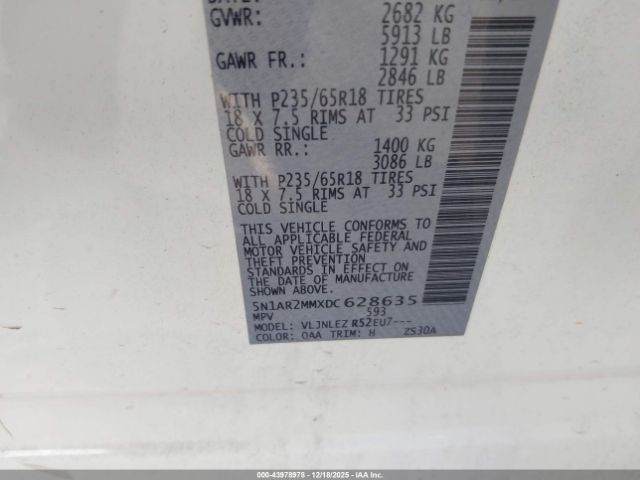 GVWR: 2682 KG
5913 LB
GAWR FR.: 1291 KG
2846 LB
WITH P235/65R18 TIRES
18 X 7.5 RIMS AT 33 PSI
COLD SINGLE
GAWR RR.: 1400 KG
3086 LB
WITH P235/65R18 TIRES
18 X 7.5 RIMS AT 33 PSI
COLD SINGLE
THIS VEHICLE CONFORMS TO
ALL APPLICABLE FEDERAL
MOTOR VEHICLE SAFETY AND
THEFT PREVENTION
STANDARDS IN EFFECT ON
THE DATE OF MANUFACTURE
SHOWN ABOVE.
5N1AR2MMXDC628635
MPV 593
MODEL: VLJNLEZ R52EU7---
COLOR: QAA TRIM: H ZS30A
000-43978978 | 12/18/2025 | IAA, Inc.